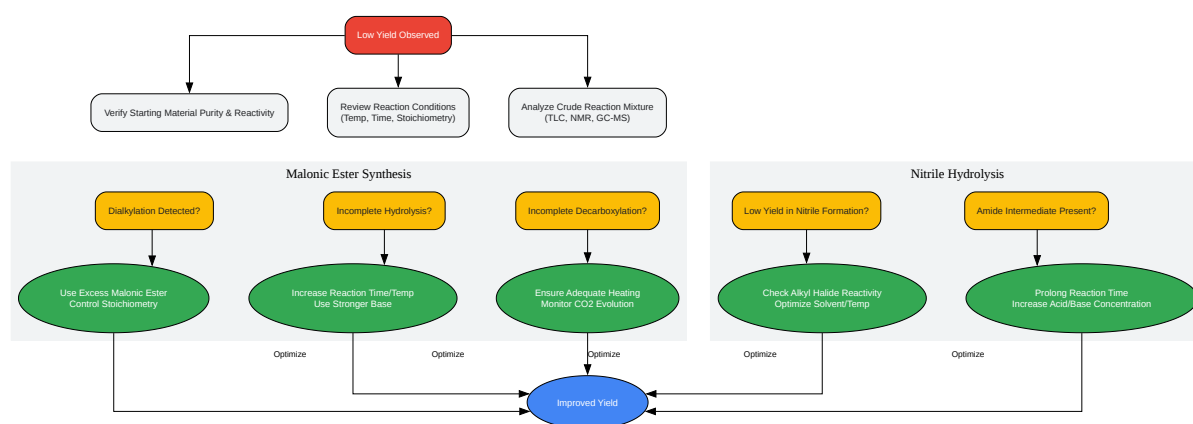 Low Yield Observed
Verify Starting Material Purity & Reactivity
Review Reaction Conditions
(Temp, Time, Stoichiometry)
Analyze Crude Reaction Mixture
(TLC, NMR, GC-MS)
Malonic Ester Synthesis
Nitrile Hydrolysis
Dialkylation Detected?
Incomplete Hydrolysis?
Incomplete Decarboxylation?
Low Yield in Nitrile Formation?
Amide Intermediate Present?
Use Excess Malonic Ester
Control Stoichiometry
Increase Reaction Time/Temp
Use Stronger Base
Ensure Adequate Heating
Monitor CO2 Evolution
Check Alkyl Halide Reactivity
Optimize Solvent/Temp
Prolong Reaction Time
Increase Acid/Base Concentration
Optimize
Optimize
Optimize
Optimize
Optimize
Improved Yield